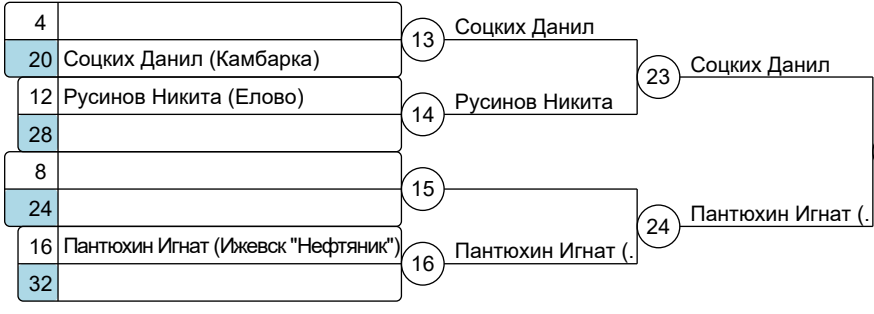 4
20 Соцких Данил (Камбарка)
13 Соцких Данил
12 Русинов Никита (Елово)
28
14 Русинов Никита
23 Соцких Данил
8
24
15
16 Пантюхин Игнат (Ижевск "Нефтяник")
32
16 Пантюхин Игнат (.
24 Пантюхин Игнат (.